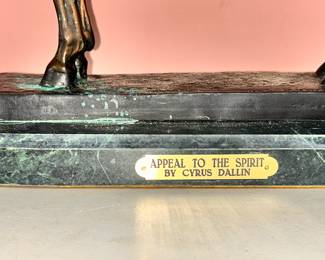 APPEAL TO THE SPIRIT
BY CYRUS DALLIN